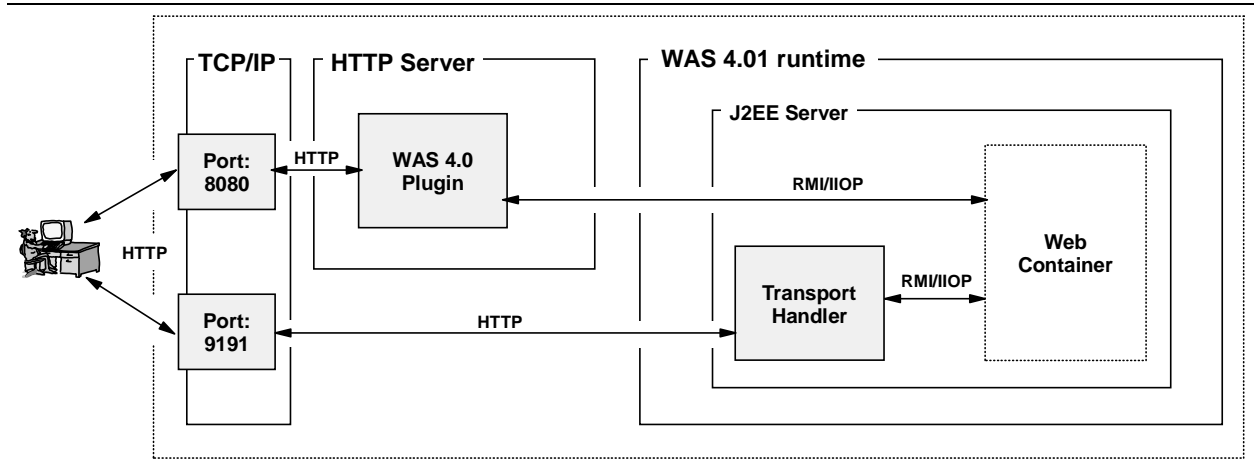 TCP/IP
HTTP Server
WAS 4.01 runtime
J2EE Server
Port:
8080
HTTP
WAS 4.0
Plugin
RMI/IIOP
HTTP
Web
Container
Port:
9191
HTTP
Transport
Handler
RMI/IIOP